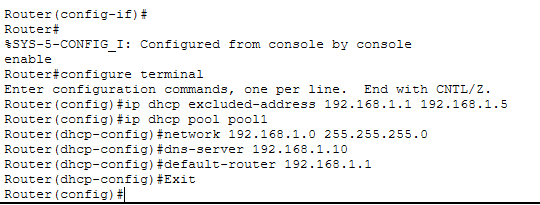 Router(config-if)#
Router#
%SYS-5-CONFIG_I: Configured from console by console
enable
Router#configure terminal
Enter configuration commands, one per line.  End with CNTL/Z.
Router(config)#ip dhcp excluded-address 192.168.1.1 192.168.1.5
Router(config)#ip dhcp pool pool1
Router(dhcp-config)#network 192.168.1.0 255.255.255.0
Router(dhcp-config)#dns-server 192.168.1.10
Router(dhcp-config)#default-router 192.168.1.1
Router(dhcp-config)#Exit
Router(config)#